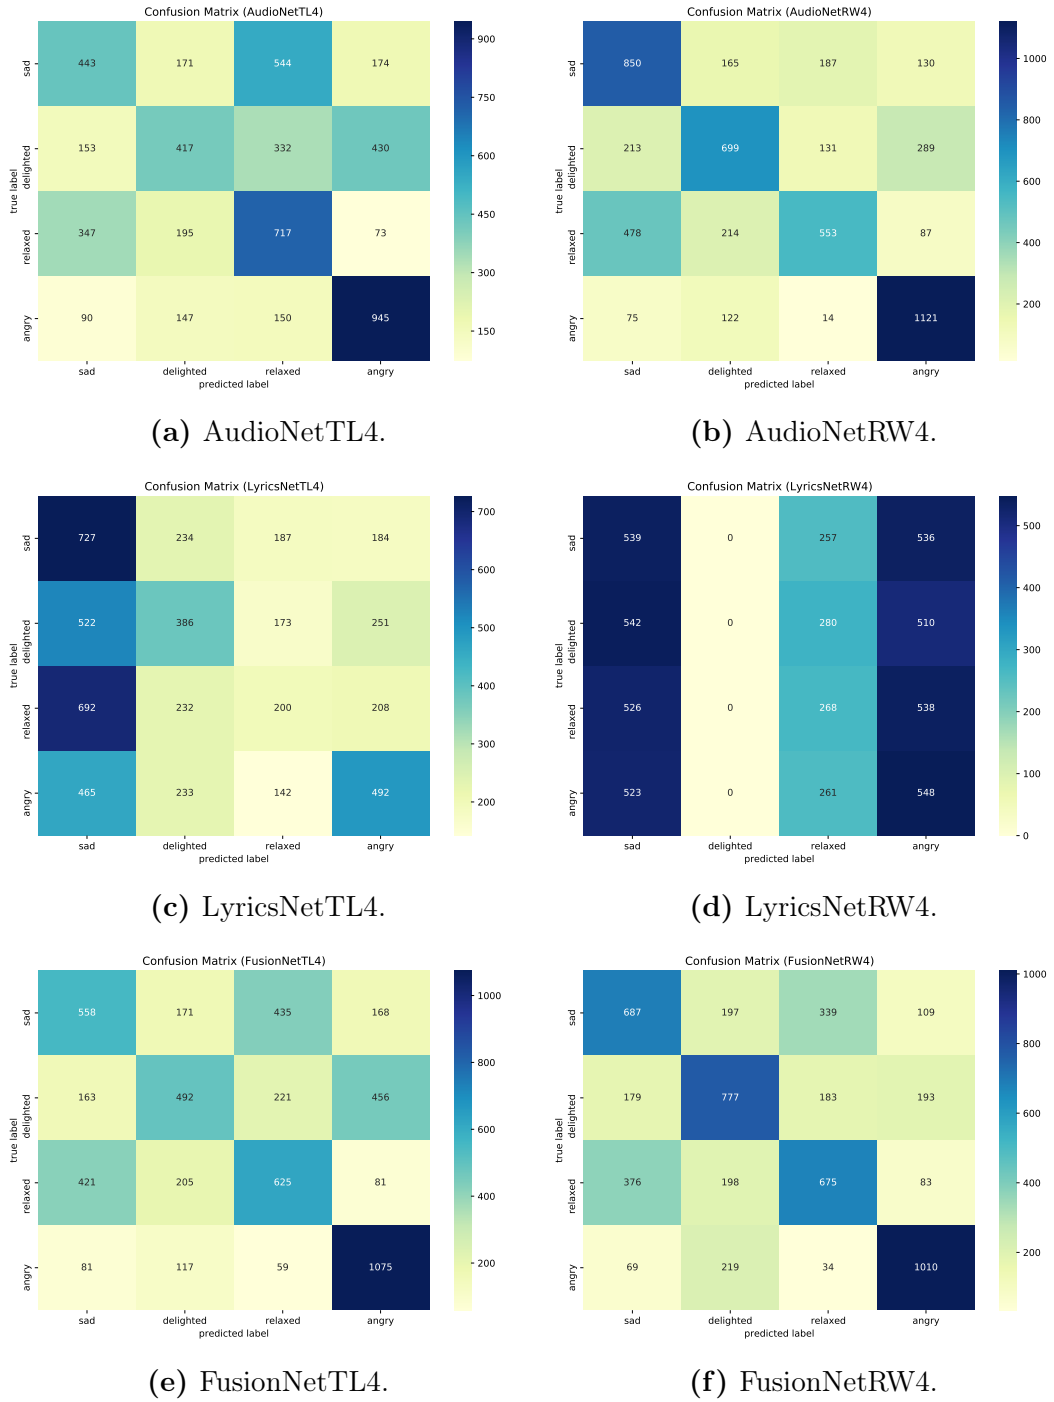 Confusion Matrix (AudioNetTL4)
true label
sad
443 171 544 174
delighted
153 417 332 430
relaxed
347 195 717 73
angry
90 147 150 945
sad delighted relaxed angry
predicted label
900
750
600
450
300
150
(a) AudioNetTL4.
Confusion Matrix (AudioNetRW4)
true label
sad
850 165 187 130
delighted
213 699 131 289
relaxed
478 214 553 87
angry
75 122 14 1121
sad delighted relaxed angry
predicted label
1000
800
600
400
200
(b) AudioNetRW4.
Confusion Matrix (LyricsNetTL4)
true label
sad
727 234 187 184
delighted
522 386 173 251
relaxed
692 232 200 208
angry
465 233 142 492
sad delighted relaxed angry
predicted label
700
600
500
400
300
200
(c) LyricsNetTL4.
Confusion Matrix (LyricsNetRW4)
true label
sad
539 0 257 536
delighted
542 0 280 510
relaxed
526 0 268 538
angry
523 0 261 548
sad delighted relaxed angry
predicted label
500
400
300
200
100
0
(d) LyricsNetRW4.
Confusion Matrix (FusionNetTL4)
true label
sad
558 171 435 168
delighted
163 492 221 456
relaxed
421 205 625 81
angry
81 117 59 1075
sad delighted relaxed angry
predicted label
1000
800
600
400
200
(e) FusionNetTL4.
Confusion Matrix (FusionNetRW4)
true label
sad
687 197 339 109
delighted
179 777 183 193
relaxed
376 198 675 83
angry
69 219 34 1010
sad delighted relaxed angry
predicted label
1000
800
600
400
200
(f) FusionNetRW4.